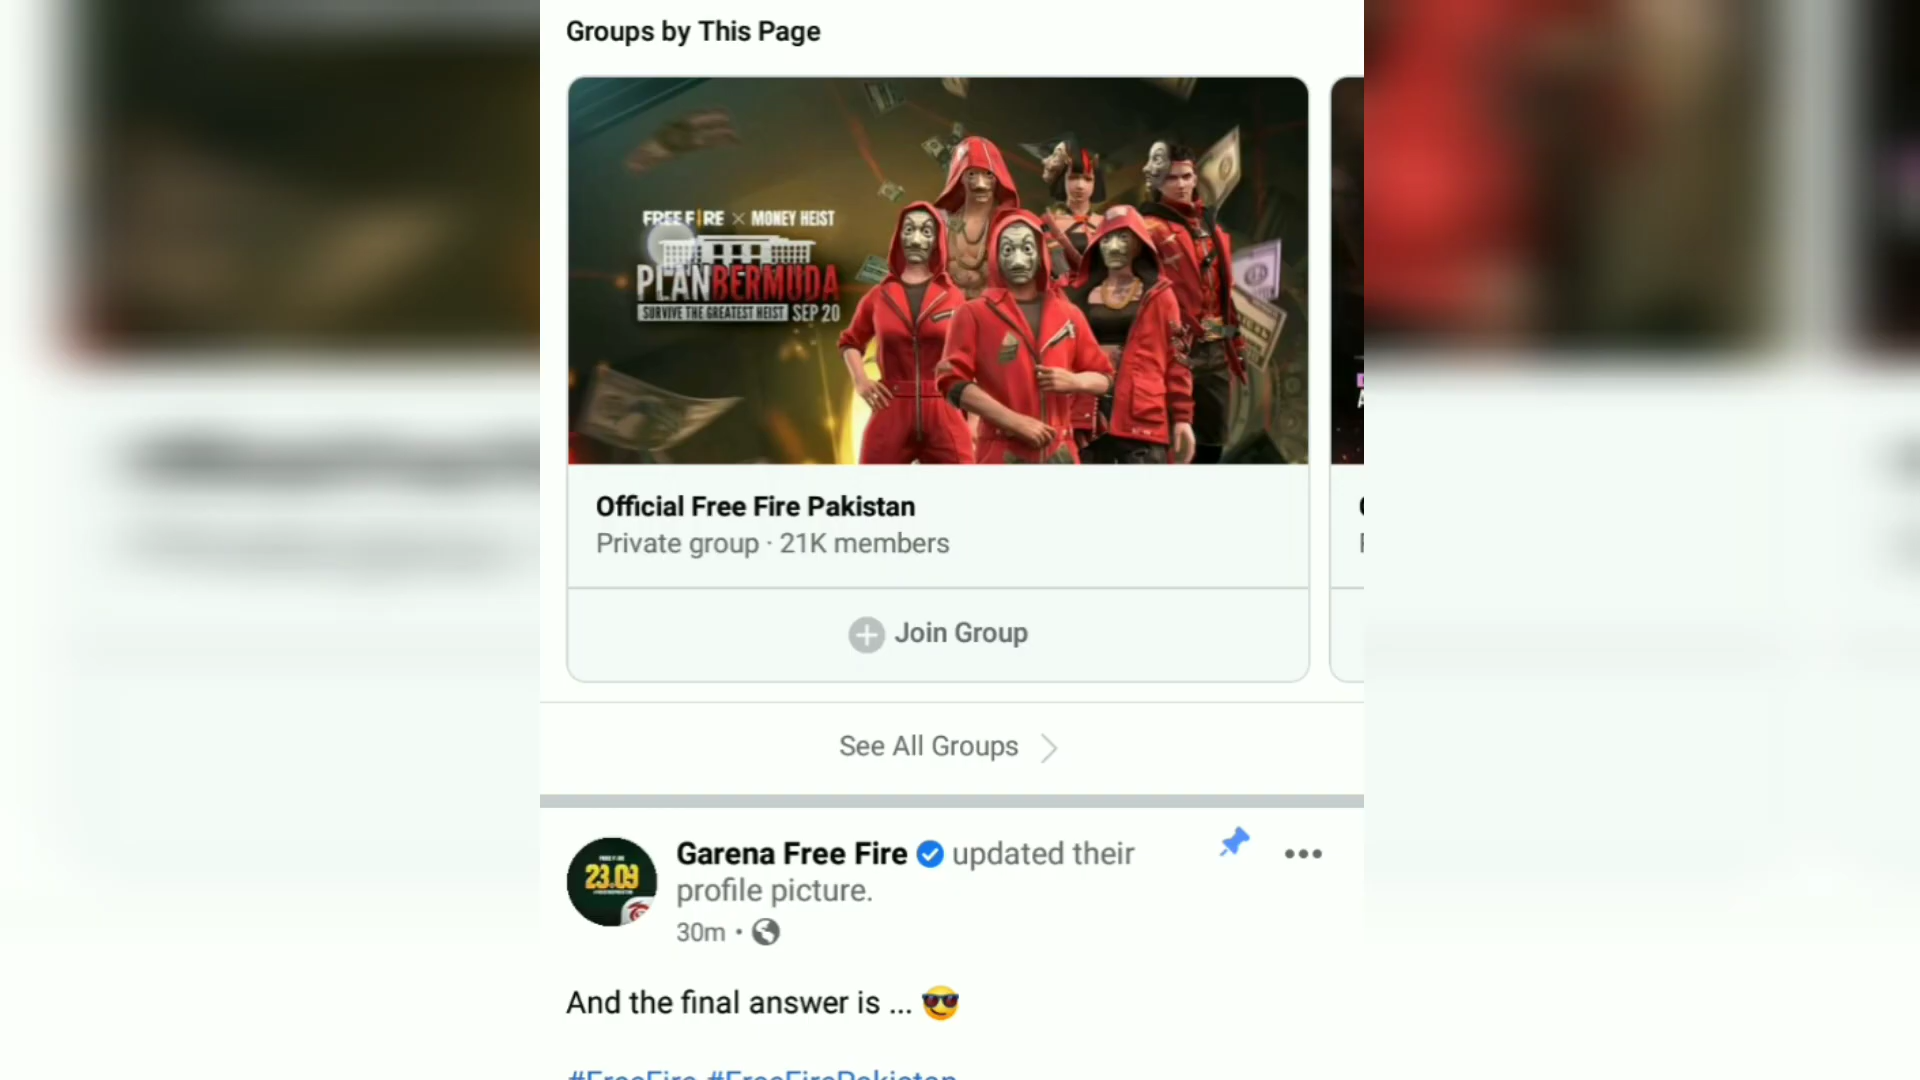 Groups by This Page
FREE FIRE × MONEY HEIST
PLAN BERMUDA
SURVIVE THE GREATEST HEIST SEP 20
Official Free Fire Pakistan
Private group · 21K members
Join Group
See All Groups
23.09
Garena Free Fire updated their
profile picture.
30m ·
And the final answer is ... 😎
#FreeFire #FreeFirePakistan